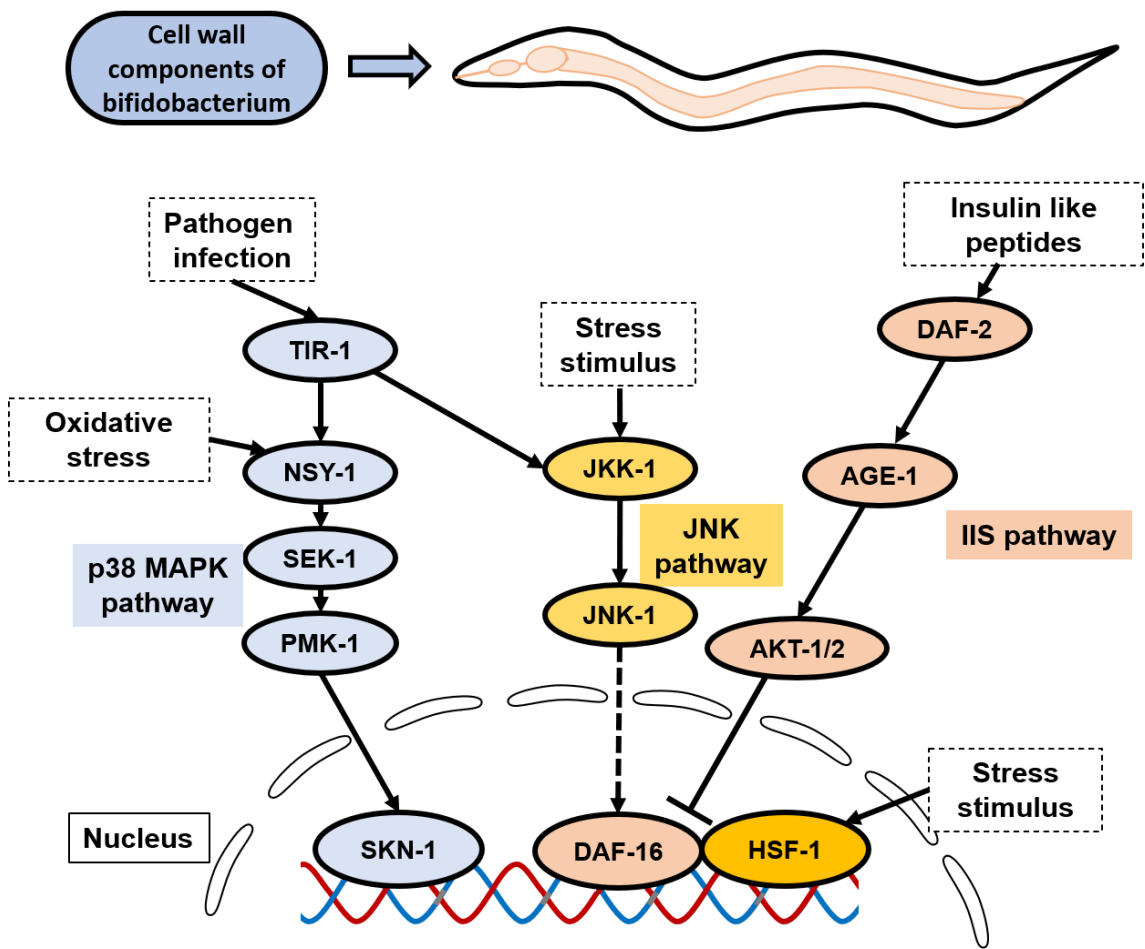 Cell wall
components of
bifidobacterium
Pathogen
infection
Insulin like
peptides
TIR-1
Stress
stimulus
DAF-2
Oxidative
stress
NSY-1
JKK-1
AGE-1
SEK-1
JNK
pathway
IIS pathway
p38 MAPK
pathway
JNK-1
PMK-1
AKT-1/2
Stress
stimulus
Nucleus
SKN-1
DAF-16
HSF-1